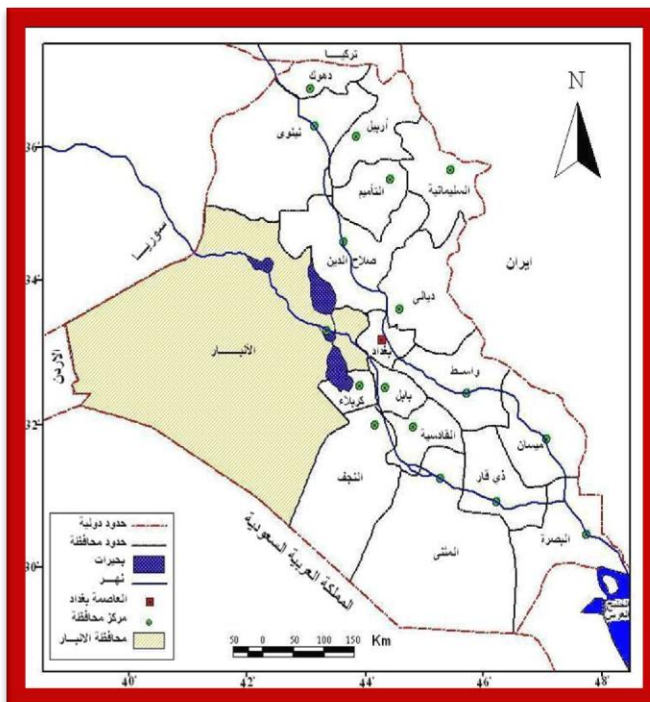 تركيا
دهوك
N
نينوى
أربيل
36
التأميم
السليمانية
سوريا
صلاح الدين
ايران
34
ديالى
الأنبار
بغداد
الاردن
واسط
كربلاء
بابل
32
القادسية
ميسان
النجف
ذي قار
المثنى
البصرة
المملكة العربية السعودية
30
الخليج
العربي
حدود دولية
حدود محافظة
بحيرات
نهر
العاصمة بغداد
مركز محافظة
محافظة الانبار
50 0 50 100 150 Km
40 42 44 46 48